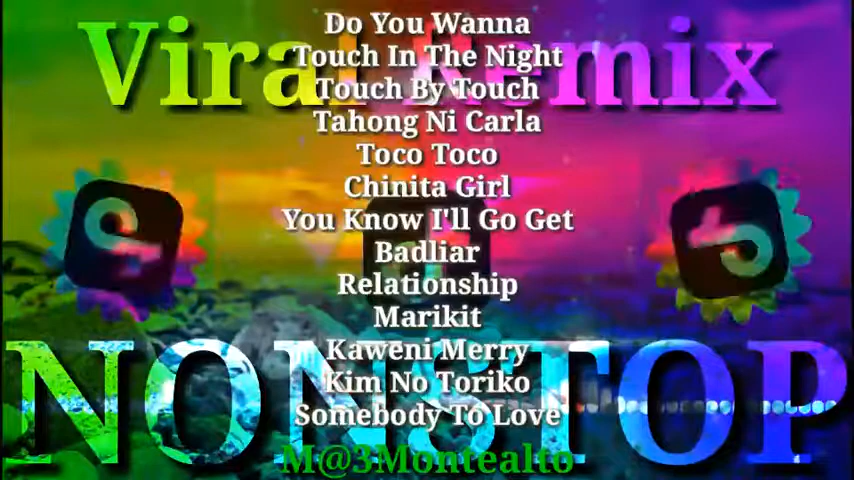 Viral Remix
Do You Wanna
Touch In The Night
Touch By Touch
Tahong Ni Carla
Toco Toco
Chinita Girl
You Know I'll Go Get
Badliar
Relationship
Marikit
Kaweni Merry
Kim No Toriko
Somebody To Love
NONSTOP
M@3Montealto